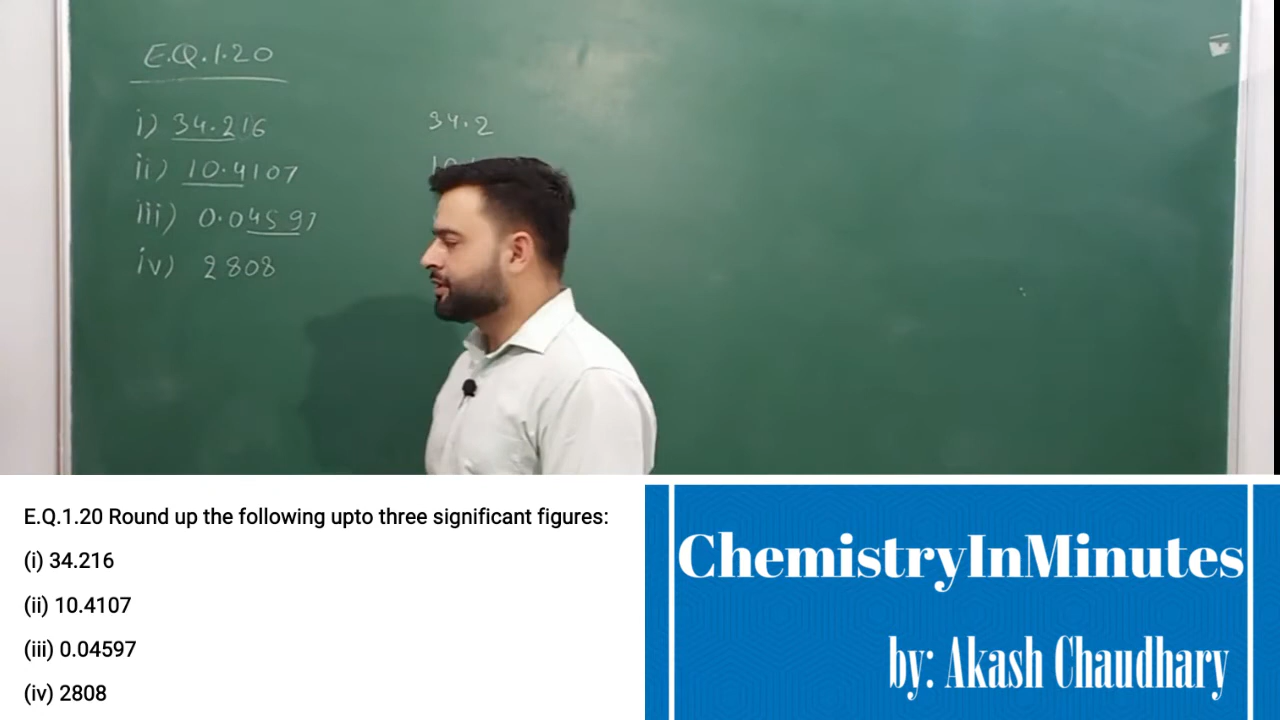 E.Q.1.20
i) 34.216 34.2
ii) 10.4107
iii) 0.04597
iv) 2808
E.Q.1.20 Round up the following upto three significant figures:
(i) 34.216
(ii) 10.4107
(iii) 0.04597
(iv) 2808
ChemistryInMinutes
by: Akash Chaudhary